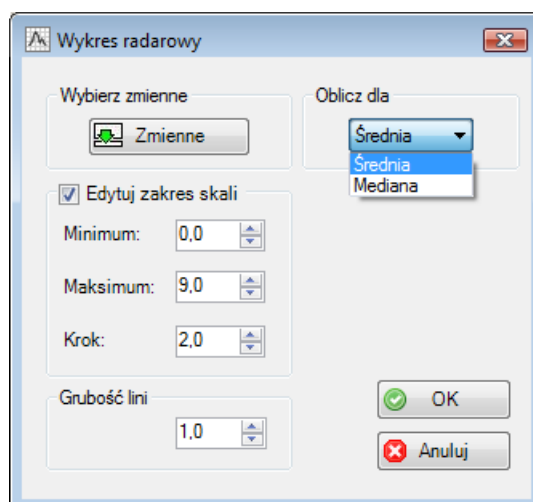 Wykres radarowy
Wybierz zmienne
Oblicz dla
Zmienne
Średnia
Średnia
Mediana
Edytuj zakres skali
Minimum: 0,0
Maksimum: 9,0
Krok: 2,0
Grubość lini
1,0
OK
Anuluj